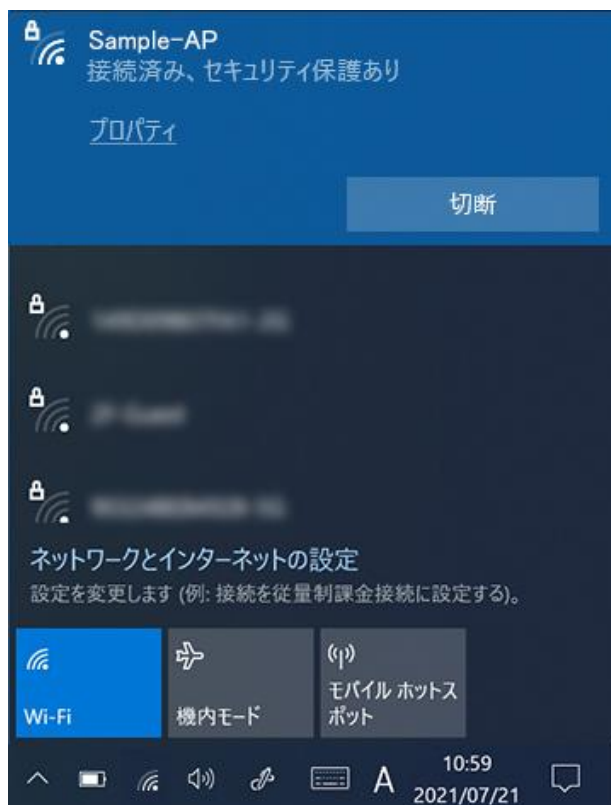 Sample-AP
接続済み、セキュリティ保護あり
プロパティ
切断
ネットワークとインターネットの設定
設定を変更します (例: 接続を従量制課金接続に設定する)。
Wi-Fi
機内モード
モバイル ホットス
ポット
A
10:59
2021/07/21